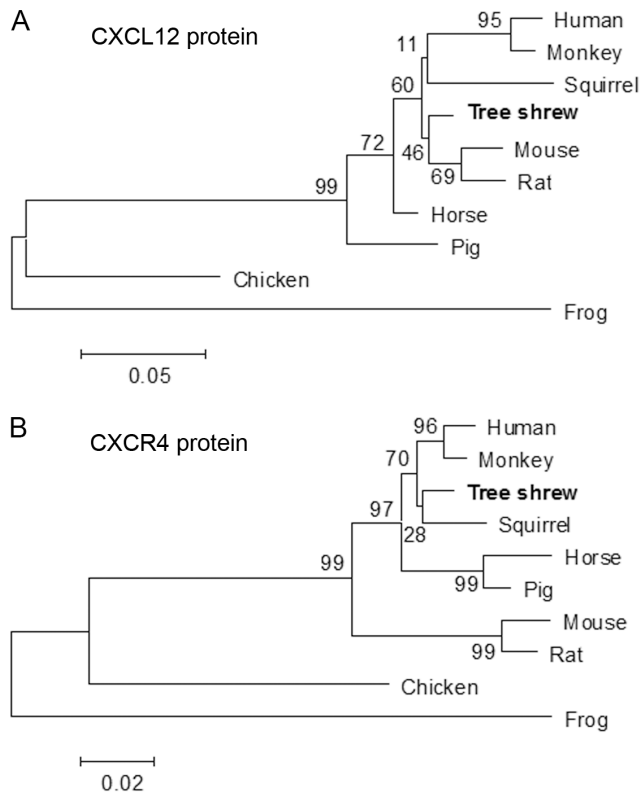 A
CXCL12 protein
95
Human
11
Monkey
60
Squirrel
Tree shrew
72
46
Mouse
69
Rat
99
Horse
Pig
Chicken
Frog
0.05
B
CXCR4 protein
96
Human
70
Monkey
97
Tree shrew
28
Squirrel
99
Horse
99
Pig
Mouse
99
Rat
Chicken
Frog
0.02